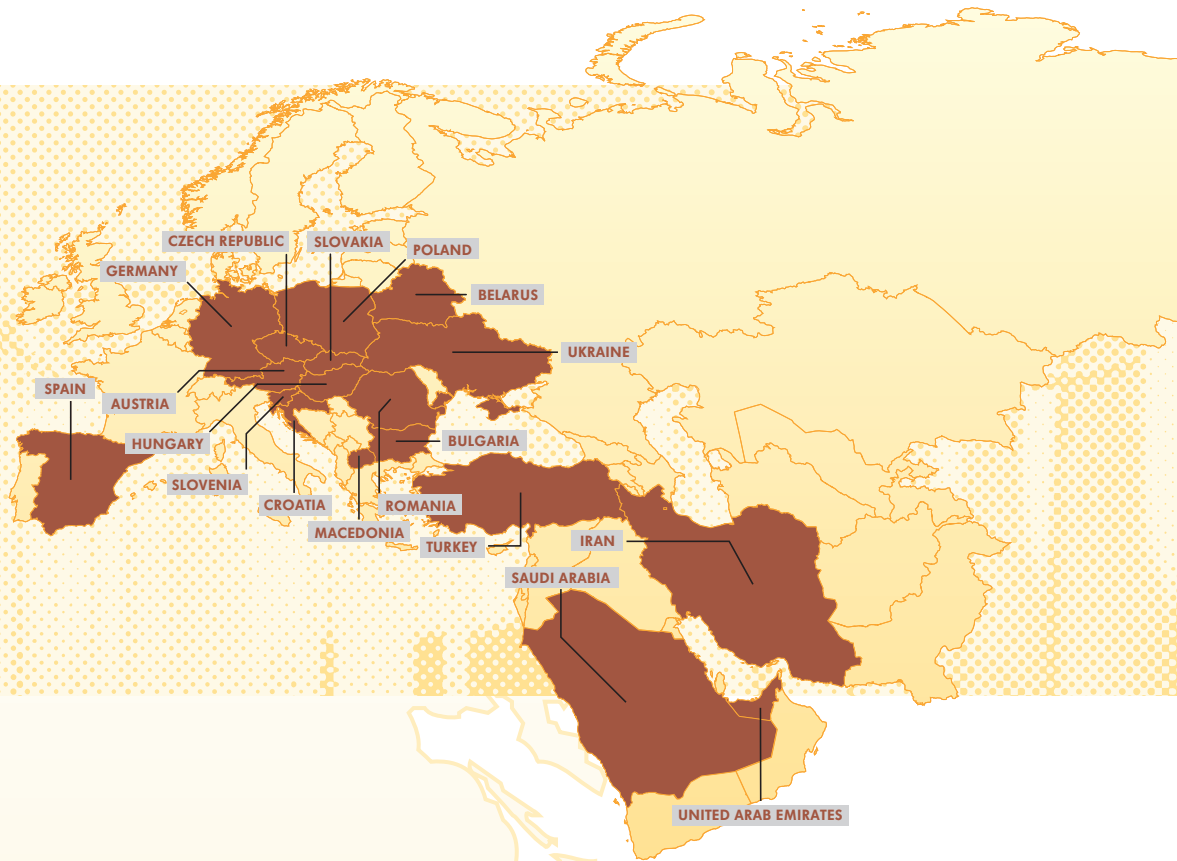 CZECH REPUBLIC
SLOVAKIA
POLAND
GERMANY
BELARUS
UKRAINE
SPAIN
AUSTRIA
HUNGARY
BULGARIA
SLOVENIA
CROATIA
ROMANIA
MACEDONIA
TURKEY
IRAN
SAUDI ARABIA
UNITED ARAB EMIRATES